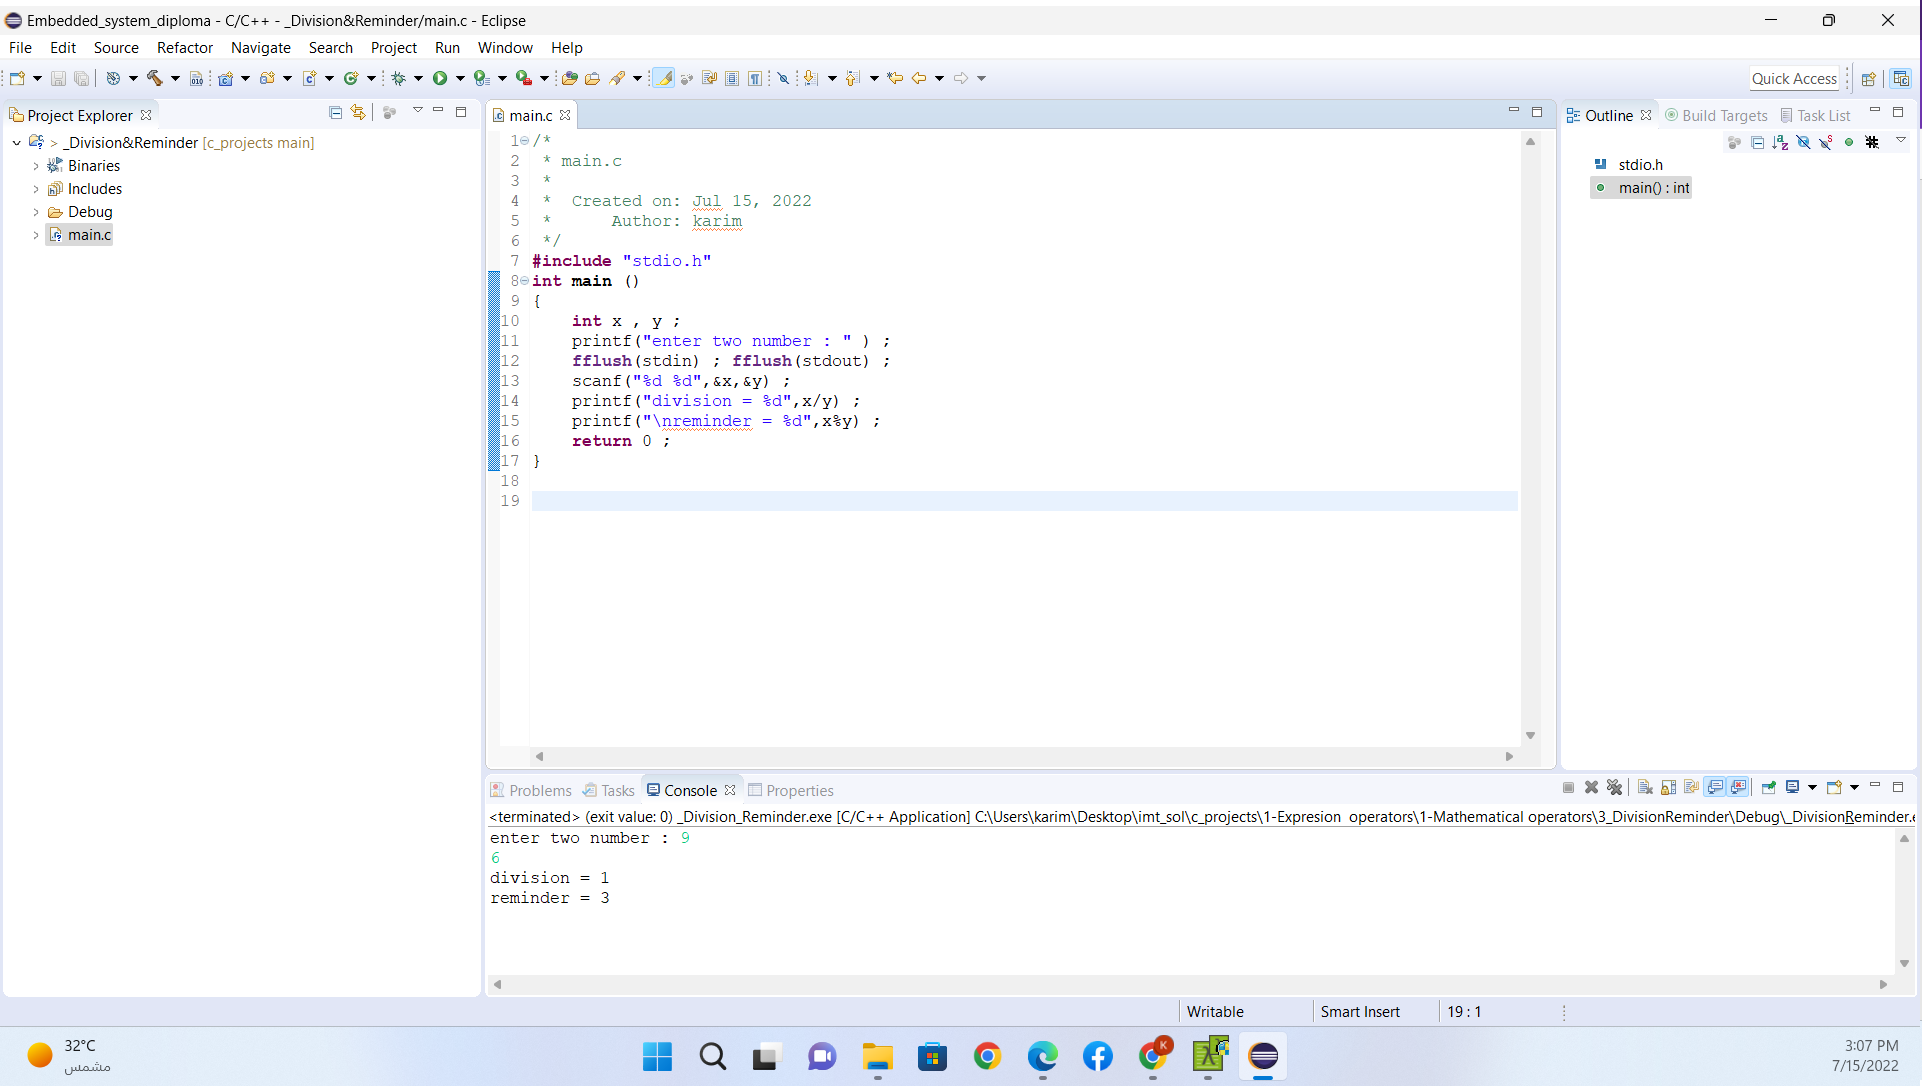 Embedded_system_diploma - C/C++ - _Division&Reminder/main.c - Eclipse
File Edit Source Refactor Navigate Search Project Run Window Help
Quick Access
Project Explorer
> _Division&Reminder [c_projects main]
Binaries
Includes
Debug
main.c
main.c
1 /*
2 * main.c
3 *
4 * Created on: Jul 15, 2022
5 * Author: karim
6 */
7 #include "stdio.h"
8 int main ()
9 {
10 int x , y ;
11 printf("enter two number : " ) ;
12 fflush(stdin) ; fflush(stdout) ;
13 scanf("%d %d",&x,&y) ;
14 printf("division = %d",x/y) ;
15 printf("\nreminder = %d",x%y) ;
16 return 0 ;
17 }
18
19
Outline Build Targets Task List
stdio.h
main() : int
Problems Tasks Console Properties
<terminated> (exit value: 0) _Division_Reminder.exe [C/C++ Application] C:\Users\karim\Desktop\imt_sol\c_projects\1-Expresion operators\1-Mathematical operators\3_DivisionReminder\Debug\_DivisionReminder.e
enter two number : 9
6
division = 1
reminder = 3
Writable Smart Insert 19 : 1
32°C
مشمس
K
3:07 PM
7/15/2022